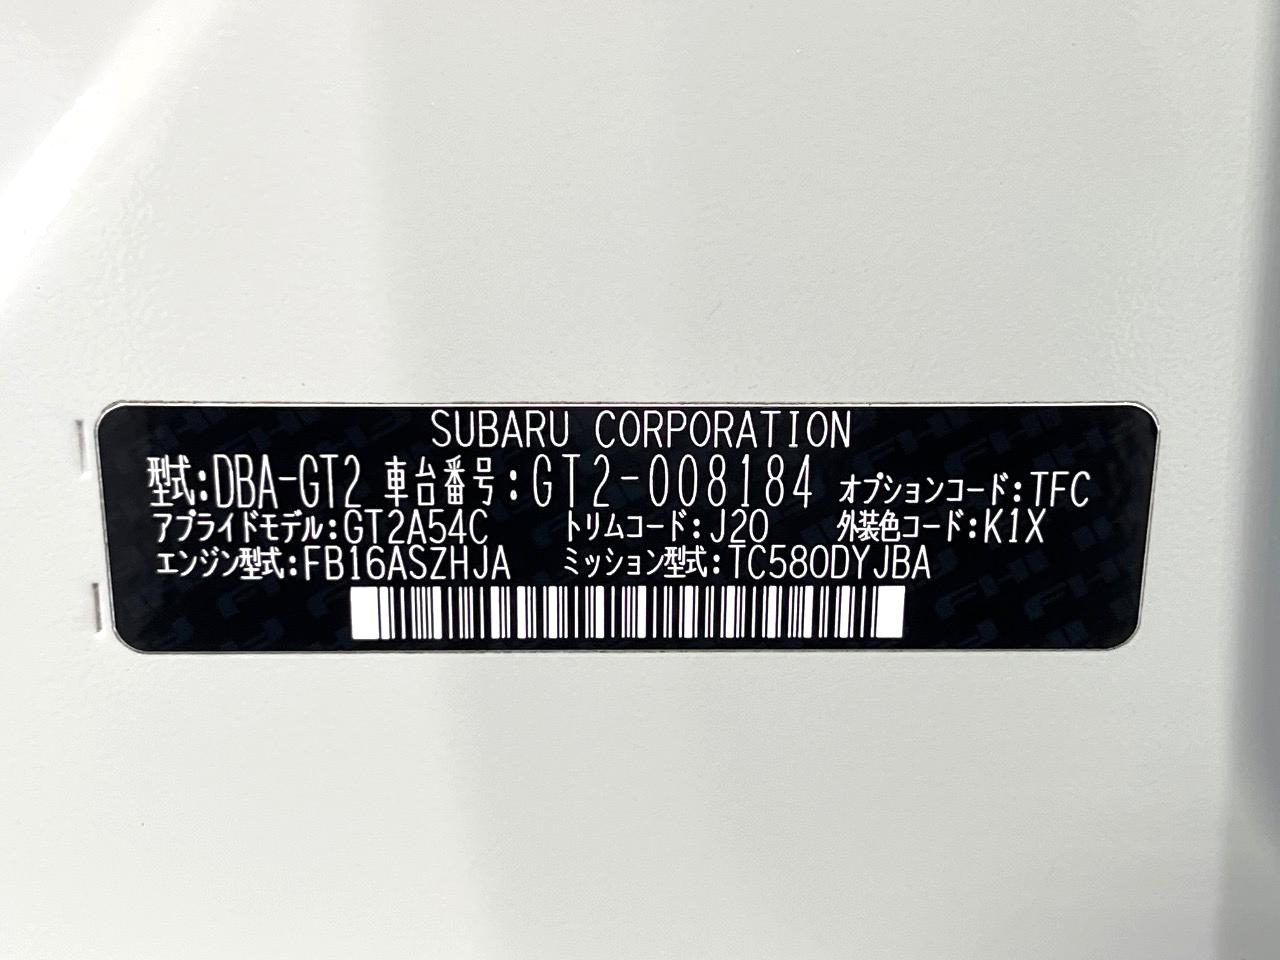 SUBARU CORPORATION
型式:DBA-GT2 車台番号:GT2-008184 オプションコード:TFC
アプライドモデル:GT2A54C トリムコード:J20 外装色コード:K1X
エンジン型式:FB16ASZHJA ミッション型式:TC580DYJBA